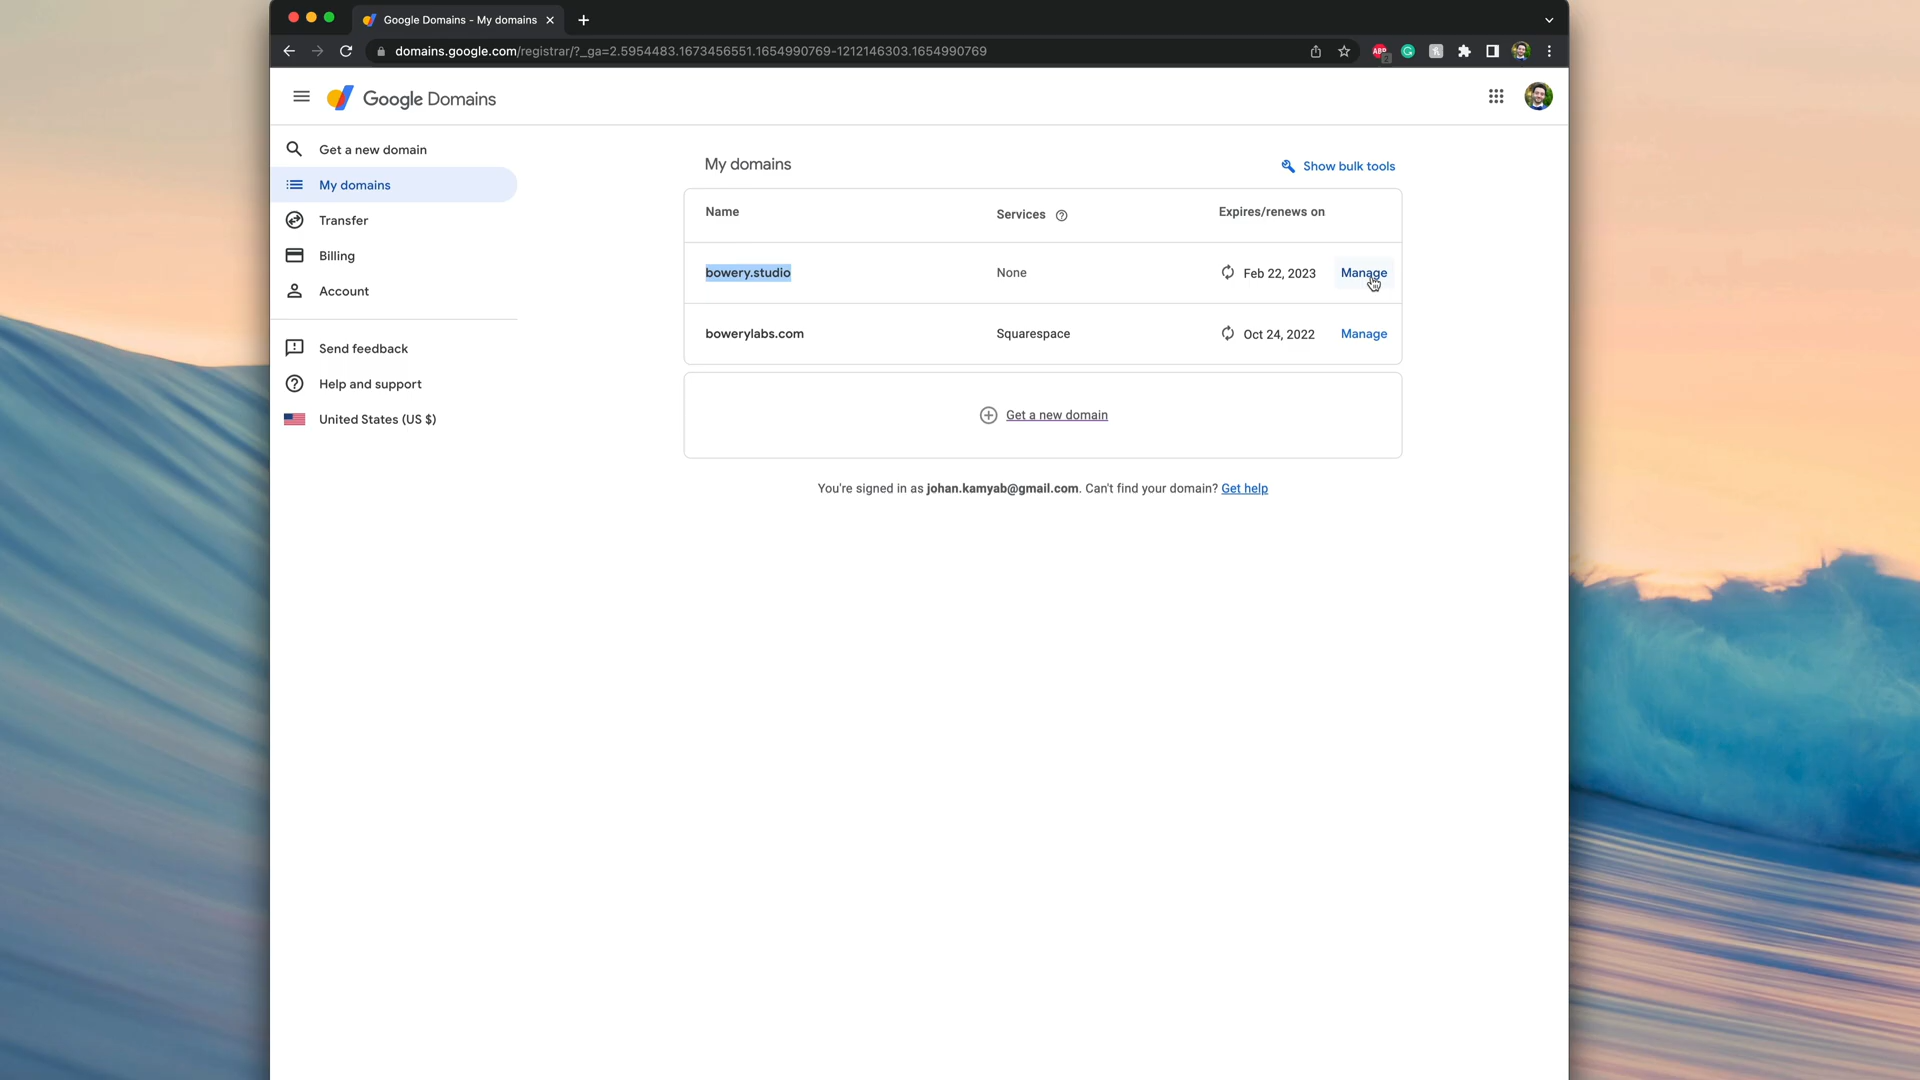 Google Domains - My domains
domains.google.com/registrar/?_ga=2.5954483.1673456551.1654990769-1212146303.1654990769
ABP
2
Google Domains
Get a new domain
My domains
Transfer
Billing
Account
Send feedback
Help and support
United States (US $)
My domains
Show bulk tools
Name Services Expires/renews on
bowery.studio None Feb 22, 2023 Manage
bowerylabs.com Squarespace Oct 24, 2022 Manage
Get a new domain
You're signed in as johan.kamyab@gmail.com. Can't find your domain? Get help